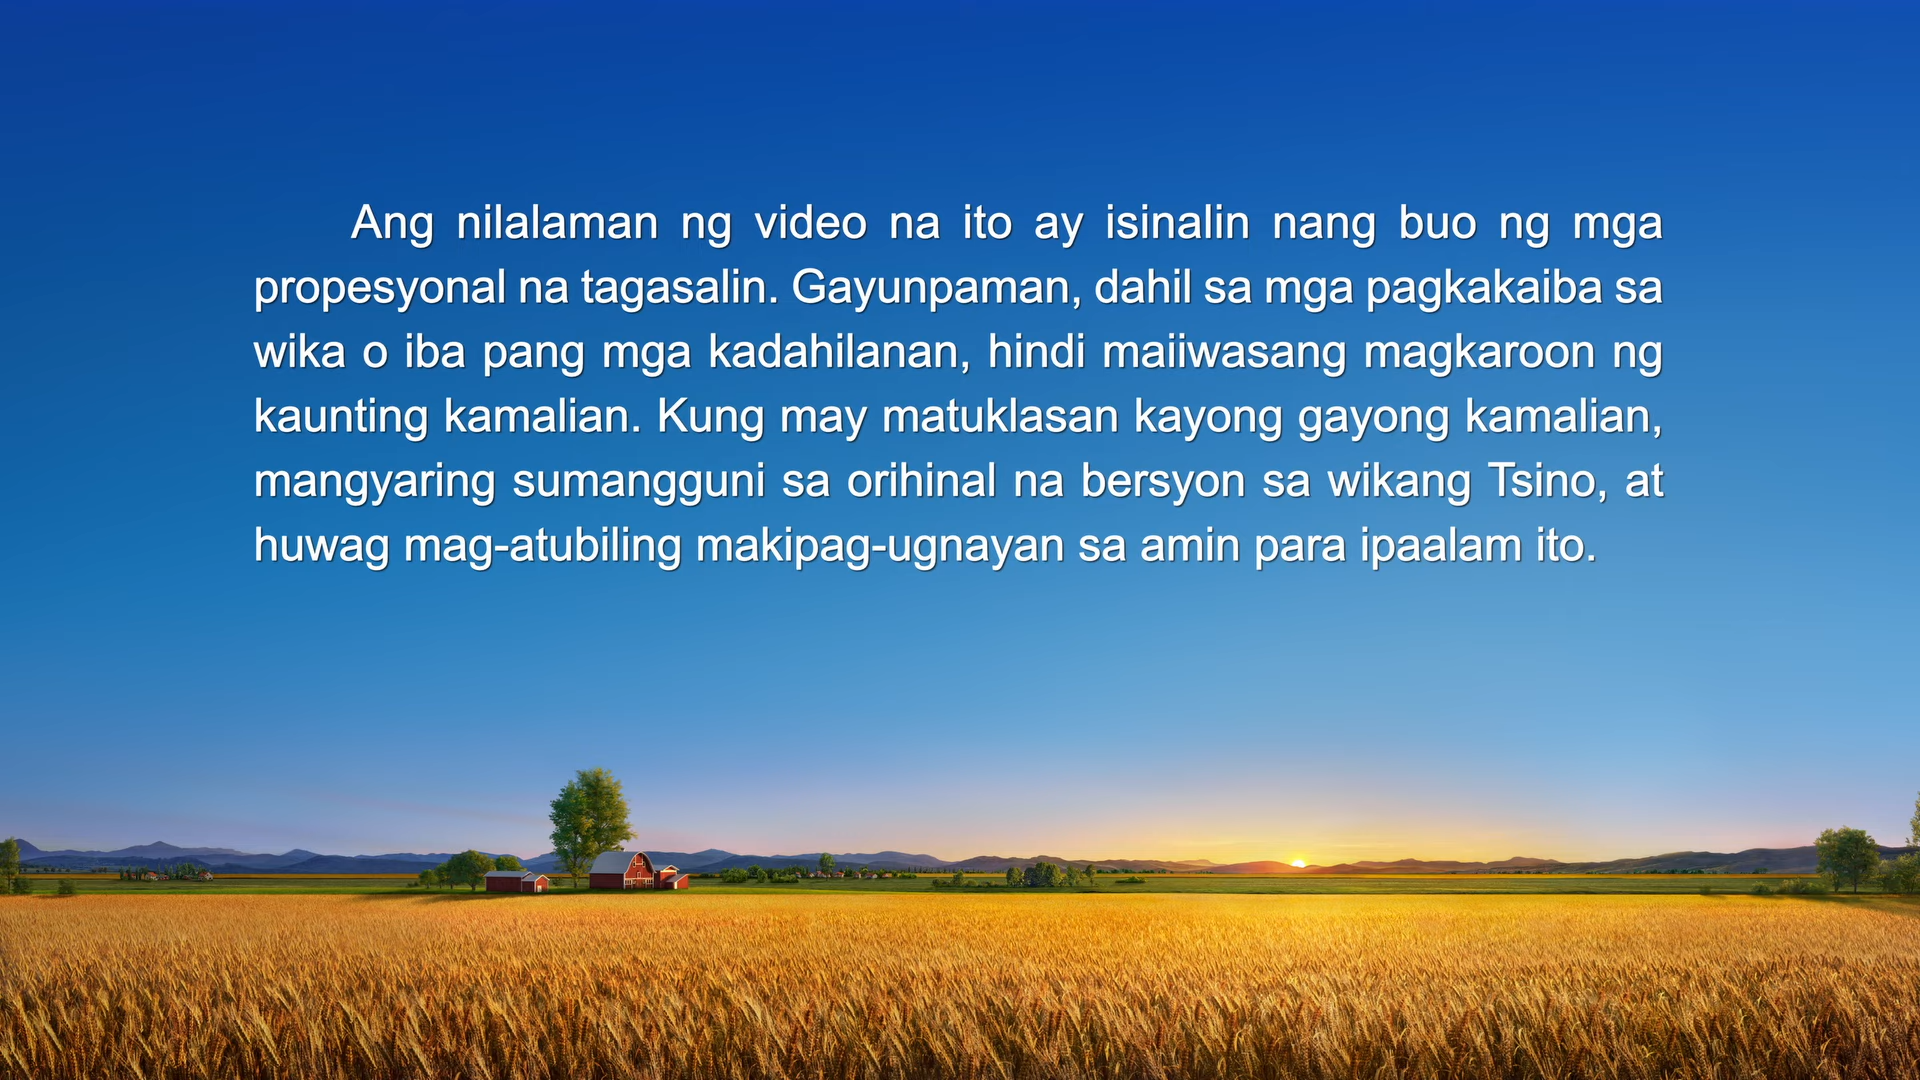 Ang nilalaman ng video na ito ay isinalin nang buo ng mga
propesyonal na tagasalin. Gayunpaman, dahil sa mga pagkakaiba sa
wika o iba pang mga kadahilanan, hindi maiiwasang magkaroon ng
kaunting kamalian. Kung may matuklasan kayong gayong kamalian,
mangyaring sumangguni sa orihinal na bersyon sa wikang Tsino, at
huwag mag-atubiling makipag-ugnayan sa amin para ipaalam ito.